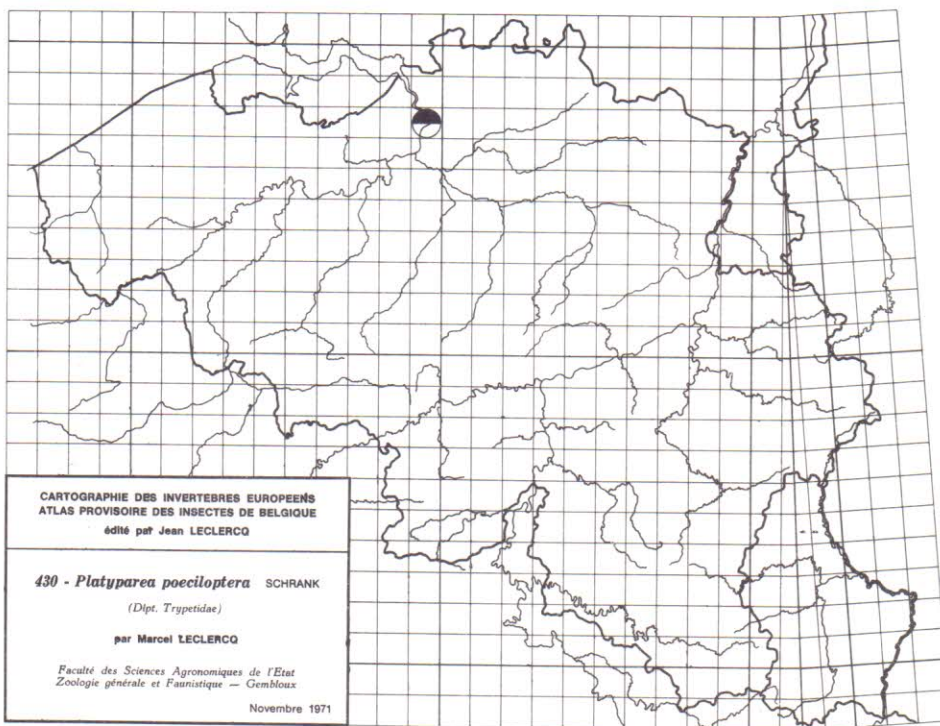 CARTOGRAPHIE DES INVERTEBRES EUROPEENS
ATLAS PROVISOIRE DES INSECTES DE BELGIQUE
édité par Jean LECLERCQ
430 - Platyparea poeciloptera SCHRANK
(Dipt. Trypetidae)
par Marcel LECLERCQ
Faculté des Sciences Agronomiques de l'Etat
Zoologie générale et Faunistique — Gembloux
Novembre 1971